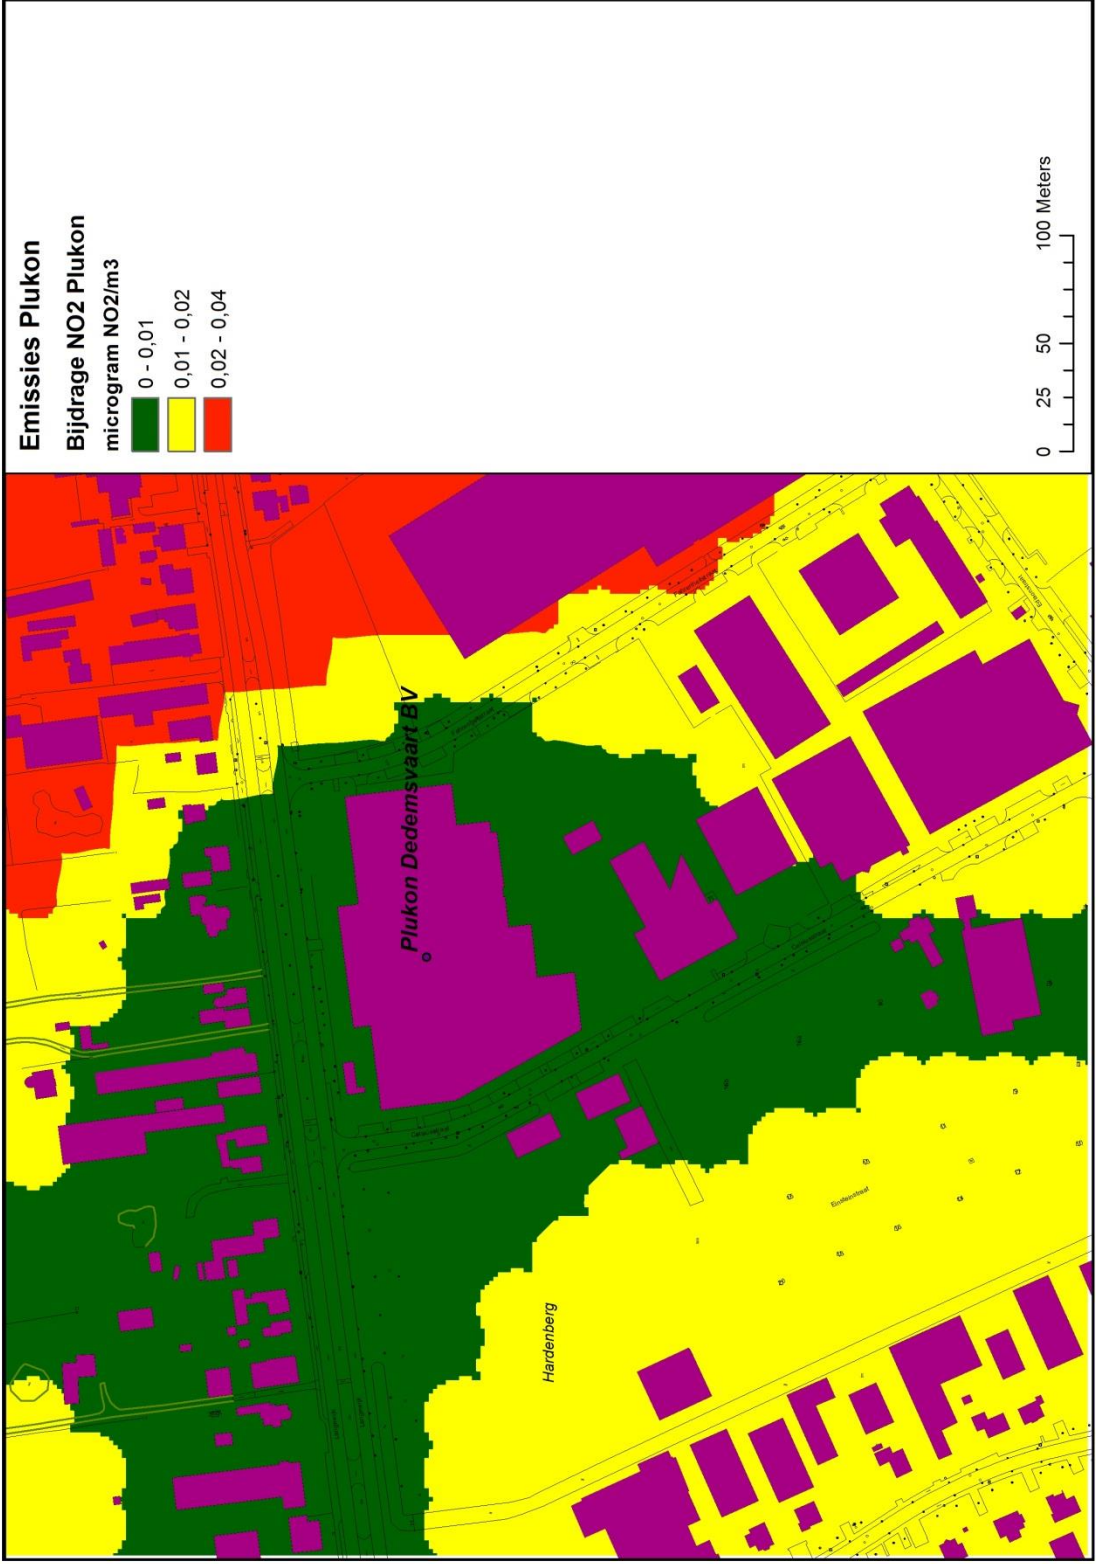 Emissies Plukon
Bijdrage NO2 Plukon
microgram NO2/m3
0 - 0,01
0,01 - 0,02
0,02 - 0,04
Plukon Dedemsvaart BV
Hardenberg
Einsteinstraat
0 25 50 100 Meters